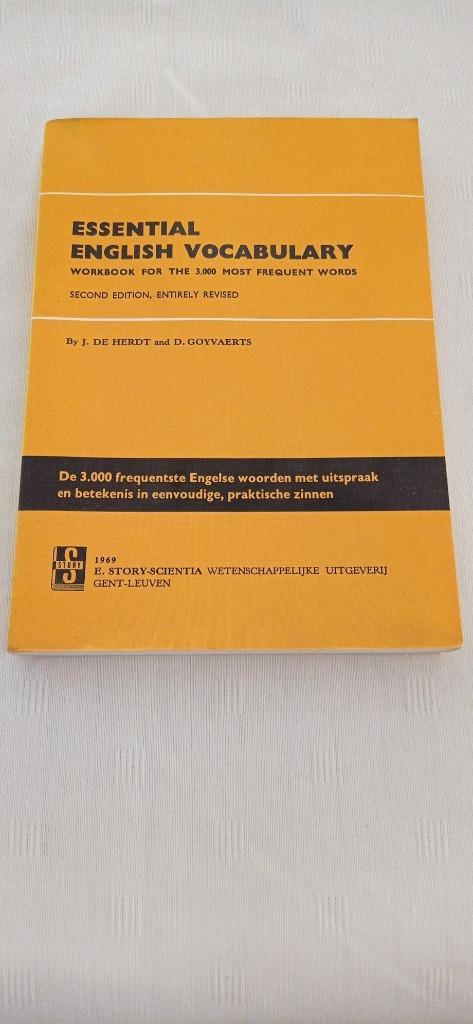 ESSENTIAL
ENGLISH VOCABULARY
WORKBOOK FOR THE 3.000 MOST FREQUENT WORDS
SECOND EDITION, ENTIRELY REVISED
By J. DE HERDT and D. GOYVAERTS
De 3.000 frequentste Engelse woorden met uitspraak
en betekenis in eenvoudige, praktische zinnen
S
STORY
1969
E. STORY-SCIENTIA WETENSCHAPPELIJKE UITGEVERIJ
GENT-LEUVEN